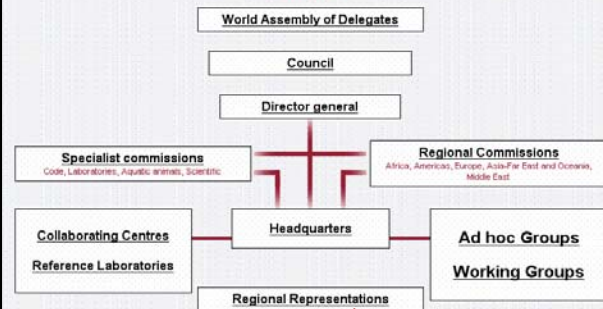 World Assembly of Delegates
Council
Director general
Specialist commissions
Code, Laboratories, Aquatic animals, Scientific
Regional Commissions
Africa, Americas, Europe, Asia-Far East and Oceania,
Middle East
Collaborating Centres
Reference Laboratories
Headquarters
Ad hoc Groups
Working Groups
Regional Representations